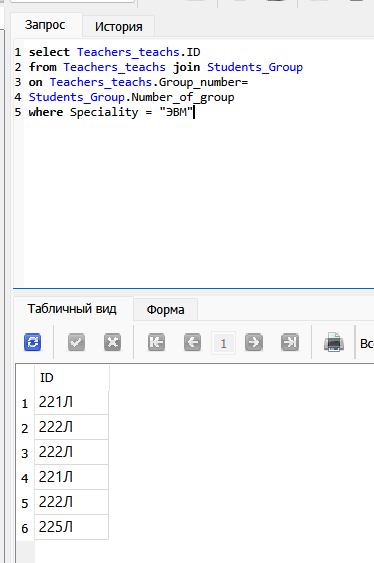 Запрос История
1 select Teachers_teachs.ID
2 from Teachers_teachs join Students_Group
3 on Teachers_teachs.Group_number=
4 Students_Group.Number_of_group
5 where Speciality = "ЭВМ"
Табличный вид Форма
1 Вс
ID
1 221Л
2 222Л
3 222Л
4 221Л
5 222Л
6 225Л